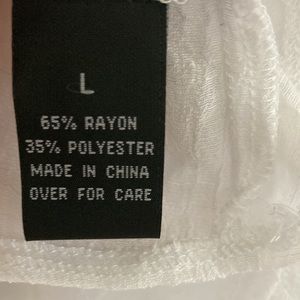 L
65% RAYON
35% POLYESTER
MADE IN CHINA
OVER FOR CARE